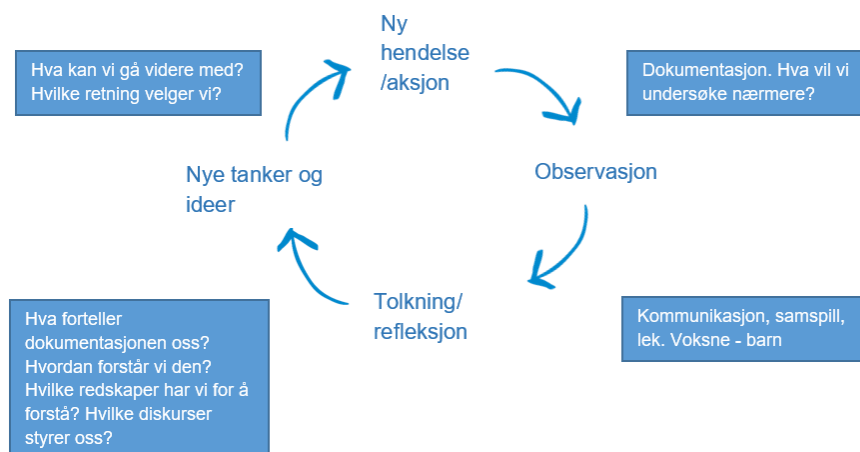 Ny
hendelse
/aksjon
Hva kan vi gå videre med?
Hvilke retning velger vi?
Dokumentasjon. Hva vil vi
undersøke nærmere?
Nye tanker og
ideer
Observasjon
Tolkning/
refleksjon
Hva forteller
dokumentasjonen oss?
Hvordan forstår vi den?
Hvilke redskaper har vi for å
forstå? Hvilke diskurser
styrer oss?
Kommunikasjon, samspill,
lek. Voksne - barn